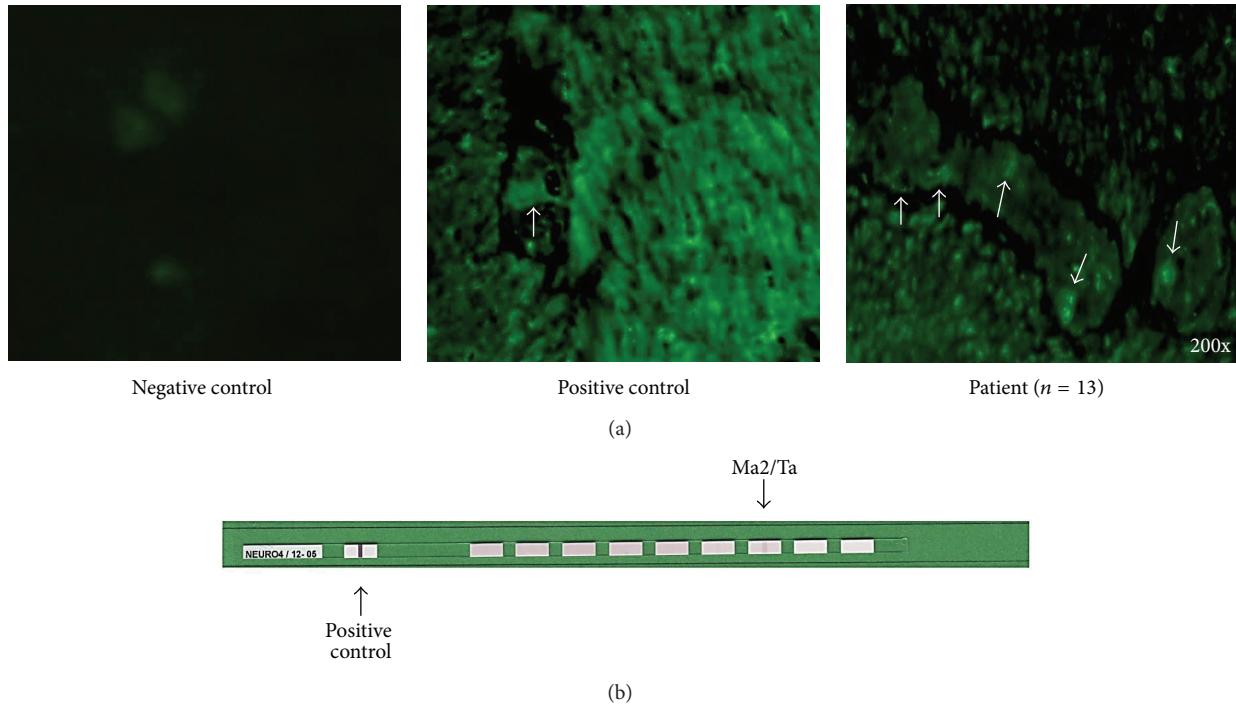 200x
Negative control
Positive control
Patient (n = 13)
(a)
Ma2/Ta
NEURO4 / 12- 05
Positive
control
(b)